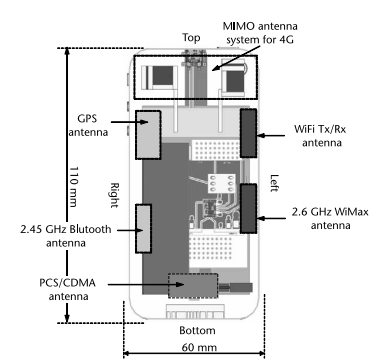 MIMO antenna
system for 4G
Top
GPS
antenna
WiFi Tx/Rx
antenna
110 mm
Right
Left
2.45 GHz Blutooth
antenna
2.6 GHz WiMax
antenna
PCS/CDMA
antenna
Bottom
60 mm